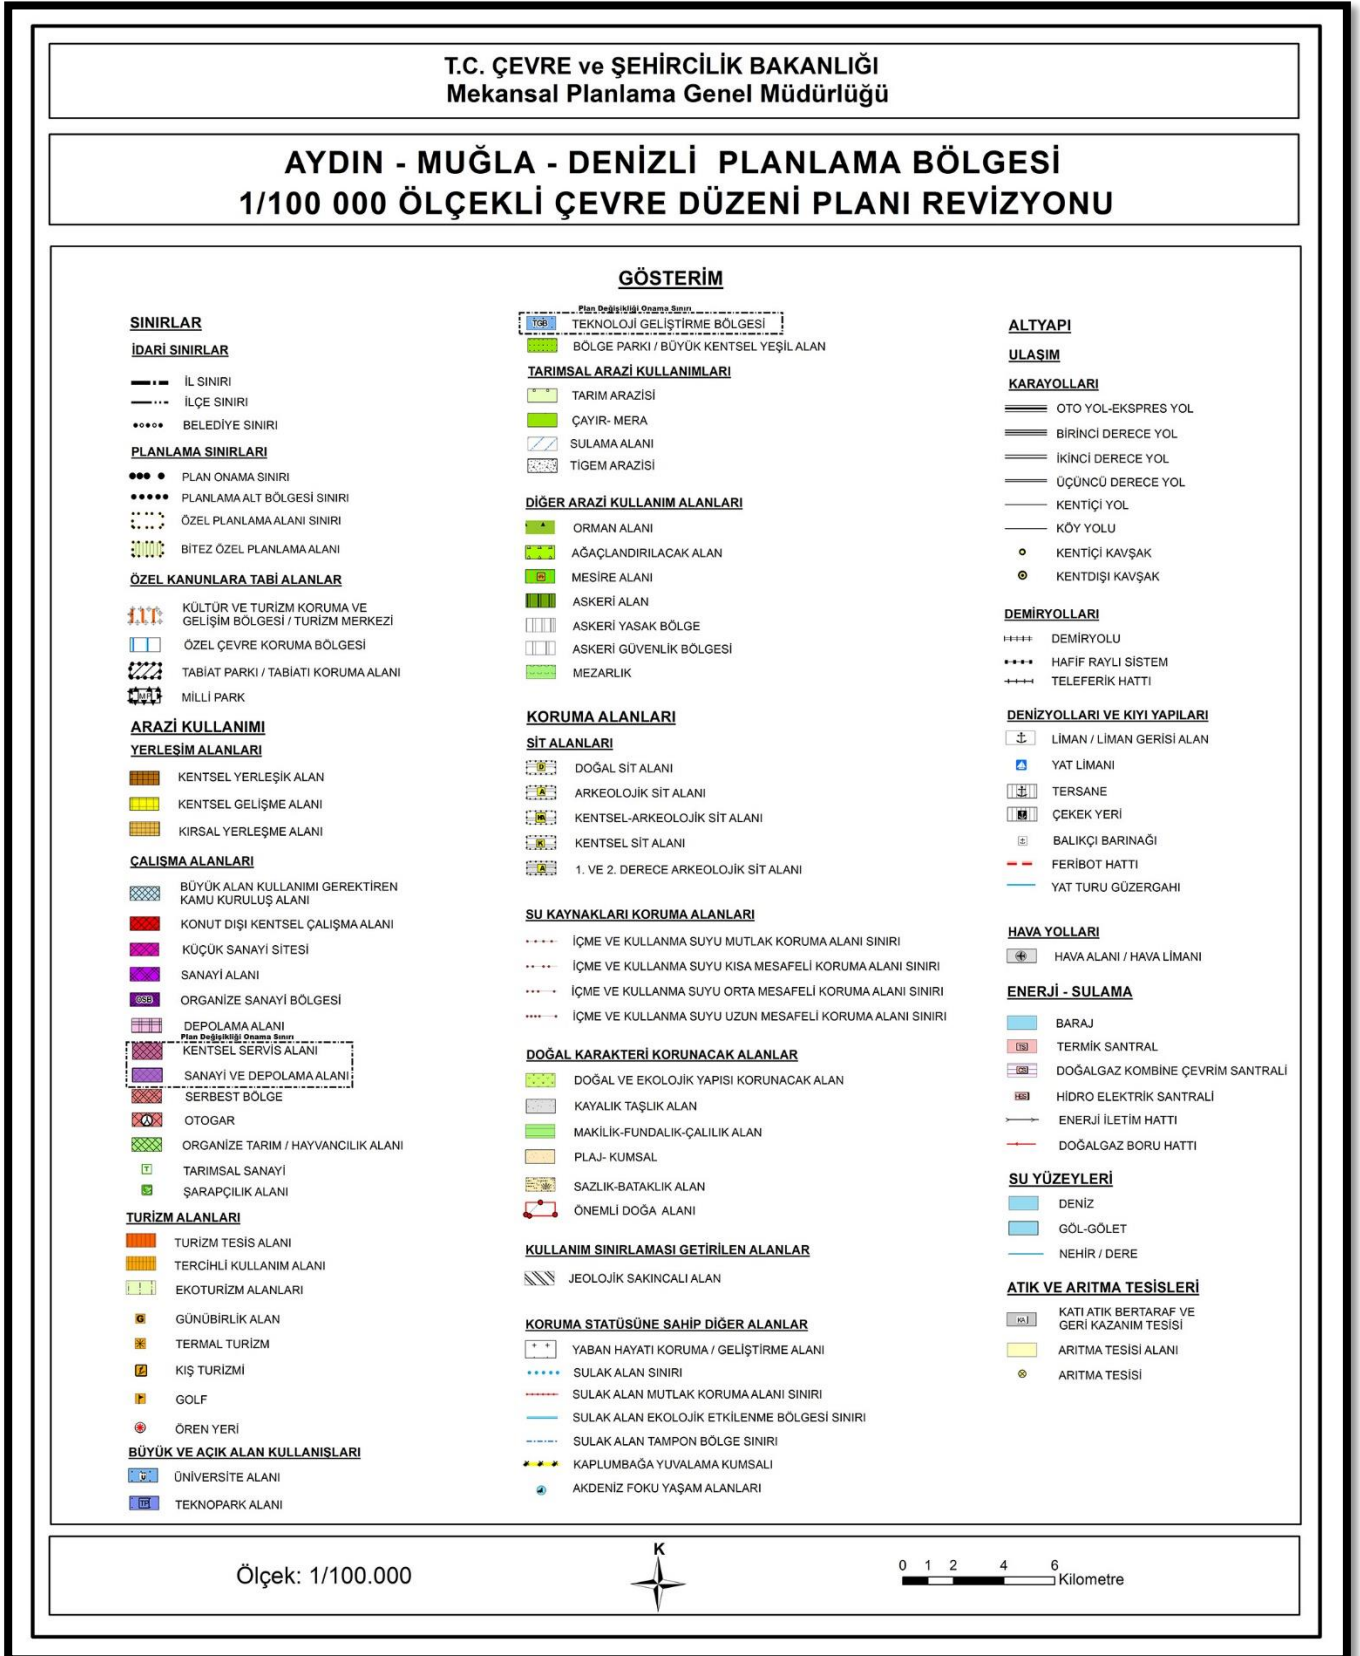 T.C. ÇEVRE ve ŞEHİRCİLİK BAKANLIĞI
Mekansal Planlama Genel Müdürlüğü
AYDIN - MUĞLA - DENİZLİ PLANLAMA BÖLGESİ
1/100 000 ÖLÇEKLİ ÇEVRE DÜZENİ PLANI REVİZYONU
GÖSTERİM
SINIRLAR
İDARİ SINIRLAR
İL SINIRI
İLÇE SINIRI
BELEDİYE SINIRI
PLANLAMA SINIRLARI
PLAN ONAMA SINIRI
PLANLAMA ALT BÖLGESİ SINIRI
ÖZEL PLANLAMA ALANI SINIRI
BİTEZ ÖZEL PLANLAMA ALANI
ÖZEL KANUNLARA TABİ ALANLAR
KÜLTÜR VE TURİZM KORUMA VE
GELİŞİM BÖLGESİ / TURİZM MERKEZİ
ÖZEL ÇEVRE KORUMA BÖLGESİ
TABİAT PARKI / TABİATI KORUMA ALANI
MP MİLLİ PARK
ARAZİ KULLANIMI
YERLEŞİM ALANLARI
KENTSEL YERLEŞİK ALAN
KENTSEL GELİŞME ALANI
KIRSAL YERLEŞME ALANI
ÇALIŞMA ALANLARI
BÜYÜK ALAN KULLANIMI GEREKTİREN
KAMU KURULUŞ ALANI
KONUT DIŞI KENTSEL ÇALIŞMA ALANI
KÜÇÜK SANAYİ SİTESİ
SANAYİ ALANI
OSB ORGANİZE SANAYİ BÖLGESİ
DEPOLAMA ALANI
Plan Değişikliği Onama Sınırı
KENTSEL SERVİS ALANI
SANAYİ VE DEPOLAMA ALANI
SERBEST BÖLGE
OTOGAR
ORGANİZE TARIM / HAYVANCILIK ALANI
T TARIMSAL SANAYİ
ŞARAPÇILIK ALANI
TURİZM ALANLARI
TURİZM TESİS ALANI
TERCİHLİ KULLANIM ALANI
EKOTURİZM ALANLARI
G GÜNÜBİRLİK ALAN
TERMAL TURİZM
KIŞ TURİZMİ
GOLF
ÖREN YERİ
BÜYÜK VE AÇIK ALAN KULLANIŞLARI
Ü ÜNİVERSİTE ALANI
TP TEKNOPARK ALANI
Plan Değişikliği Onama Sınırı
TGB TEKNOLOJİ GELİŞTİRME BÖLGESİ
BÖLGE PARKI / BÜYÜK KENTSEL YEŞİL ALAN
TARIMSAL ARAZİ KULLANIMLARI
TARIM ARAZİSİ
ÇAYIR- MERA
SULAMA ALANI
TİGEM ARAZİSİ
DİĞER ARAZİ KULLANIM ALANLARI
ORMAN ALANI
AĞAÇLANDIRILACAK ALAN
MESİRE ALANI
ASKERİ ALAN
ASKERİ YASAK BÖLGE
ASKERİ GÜVENLİK BÖLGESİ
MEZARLIK
KORUMA ALANLARI
SİT ALANLARI
D DOĞAL SİT ALANI
A ARKEOLOJİK SİT ALANI
KENTSEL-ARKEOLOJİK SİT ALANI
K KENTSEL SİT ALANI
A 1. VE 2. DERECE ARKEOLOJİK SİT ALANI
SU KAYNAKLARI KORUMA ALANLARI
İÇME VE KULLANMA SUYU MUTLAK KORUMA ALANI SINIRI
İÇME VE KULLANMA SUYU KISA MESAFELİ KORUMA ALANI SINIRI
İÇME VE KULLANMA SUYU ORTA MESAFELİ KORUMA ALANI SINIRI
İÇME VE KULLANMA SUYU UZUN MESAFELİ KORUMA ALANI SINIRI
DOĞAL KARAKTERİ KORUNACAK ALANLAR
DOĞAL VE EKOLOJİK YAPISI KORUNACAK ALAN
KAYALIK TAŞLIK ALAN
MAKİLİK-FUNDALIK-ÇALILIK ALAN
PLAJ- KUMSAL
SAZLIK-BATAKLIK ALAN
ÖNEMLİ DOĞA ALANI
KULLANIM SINIRLAMASI GETİRİLEN ALANLAR
JEOLOJİK SAKINCALI ALAN
KORUMA STATÜSÜNE SAHİP DİĞER ALANLAR
YABAN HAYATI KORUMA / GELİŞTİRME ALANI
SULAK ALAN SINIRI
SULAK ALAN MUTLAK KORUMA ALANI SINIRI
SULAK ALAN EKOLOJİK ETKİLENME BÖLGESİ SINIRI
SULAK ALAN TAMPON BÖLGE SINIRI
KAPLUMBAĞA YUVALAMA KUMSALI
AKDENİZ FOKU YAŞAM ALANLARI
ALTYAPI
ULAŞIM
KARAYOLLARI
OTO YOL-EKSPRES YOL
BİRİNCİ DERECE YOL
İKİNCİ DERECE YOL
ÜÇÜNCÜ DERECE YOL
KENTİÇİ YOL
KÖY YOLU
KENTİÇİ KAVŞAK
KENTDIŞI KAVŞAK
DEMİRYOLLARI
DEMİRYOLU
HAFİF RAYLI SİSTEM
TELEFERİK HATTI
DENİZYOLLARI VE KIYI YAPILARI
LİMAN / LİMAN GERİSİ ALAN
YAT LİMANI
TERSANE
ÇEKEK YERİ
BALIKÇI BARINAĞI
FERİBOT HATTI
YAT TURU GÜZERGAHI
HAVA YOLLARI
HAVA ALANI / HAVA LİMANI
ENERJİ - SULAMA
BARAJ
TS TERMİK SANTRAL
DOĞALGAZ KOMBİNE ÇEVRİM SANTRALİ
HES HİDRO ELEKTRİK SANTRALİ
ENERJİ İLETİM HATTI
DOĞALGAZ BORU HATTI
SU YÜZEYLERİ
DENİZ
GÖL-GÖLET
NEHİR / DERE
ATIK VE ARITMA TESİSLERİ
KATI ATIK BERTARAF VE
GERİ KAZANIM TESİSİ
ARITMA TESİSİ ALANI
ARITMA TESİSİ
Ölçek: 1/100.000
K
0 1 2 4 6
Kilometre